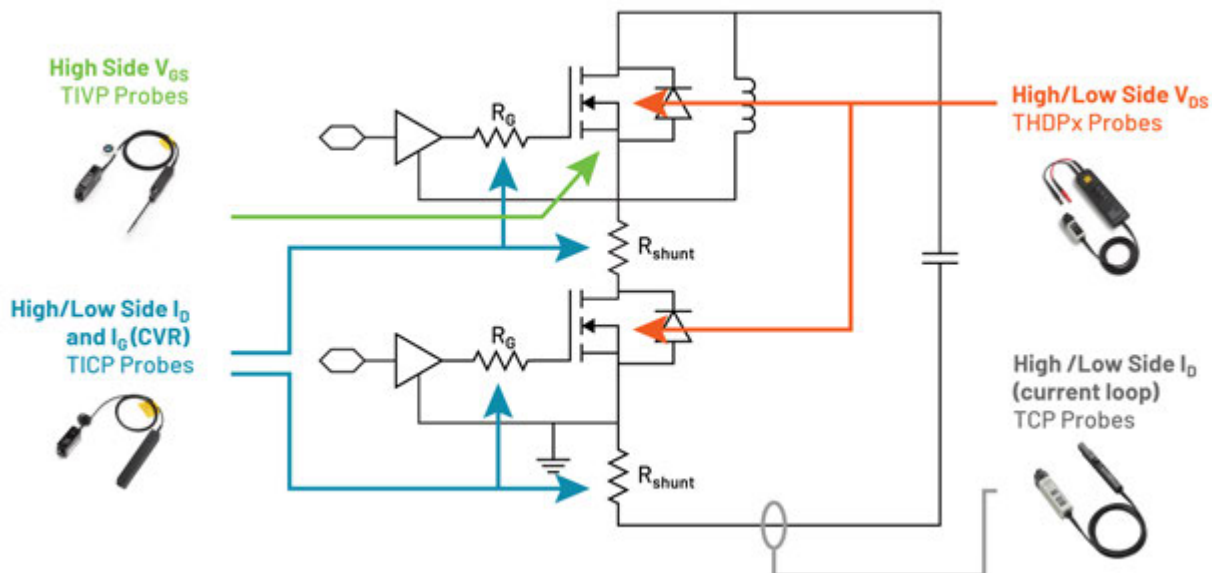 High Side VGS
TIVP Probes
High/Low Side ID
and IG (CVR)
TICP Probes
RG
Rshunt
RG
Rshunt
High/Low Side VDS
THDPx Probes
High /Low Side ID
(current loop)
TCP Probes